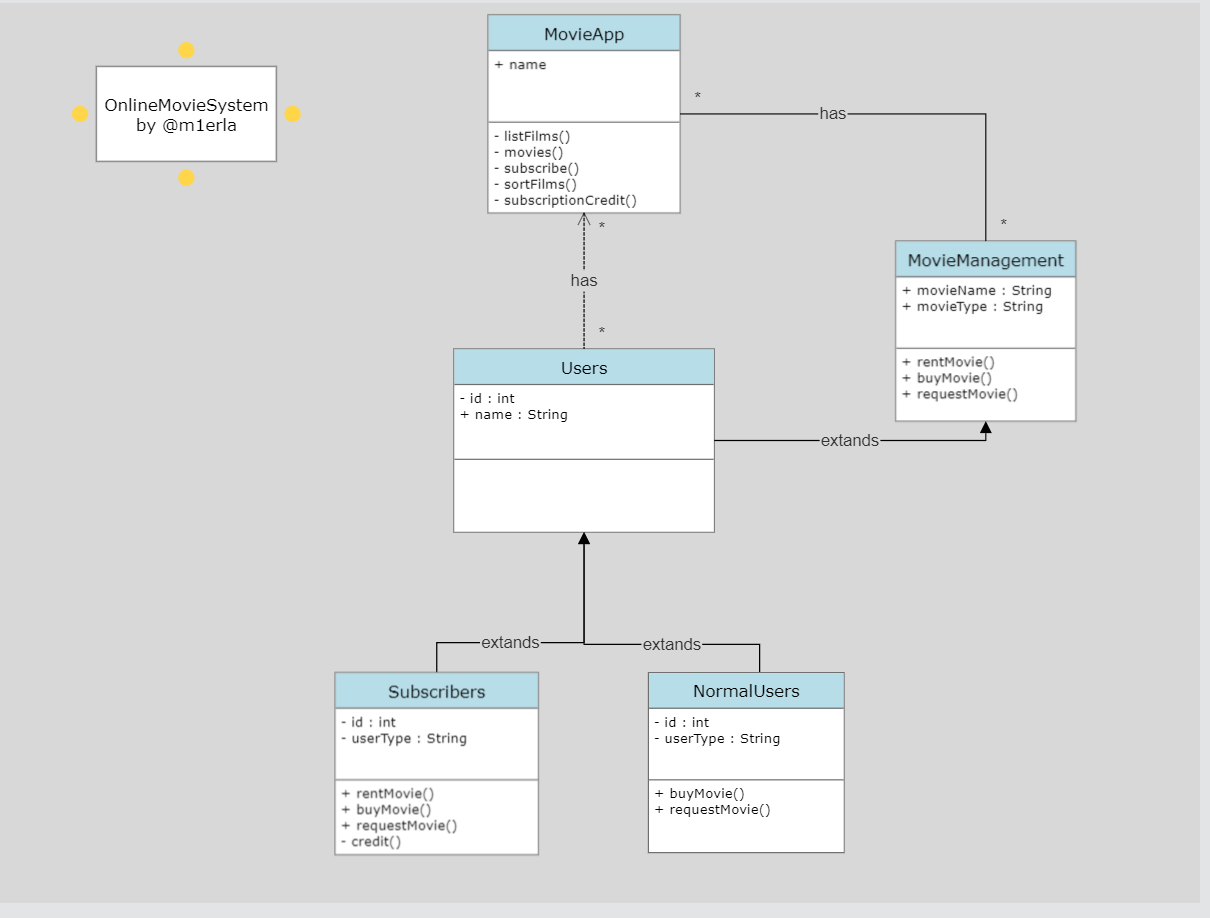 OnlineMovieSystem
by @m1erla
MovieApp
+ name
- listFilms()
- movies()
- subscribe()
- sortFilms()
- subscriptionCredit()
*
has
*
*
has
*
MovieManagement
+ movieName : String
+ movieType : String
+ rentMovie()
+ buyMovie()
+ requestMovie()
Users
- id : int
+ name : String
extands
extands
extands
Subscribers
- id : int
- userType : String
+ rentMovie()
+ buyMovie()
+ requestMovie()
- credit()
NormalUsers
- id : int
- userType : String
+ buyMovie()
+ requestMovie()